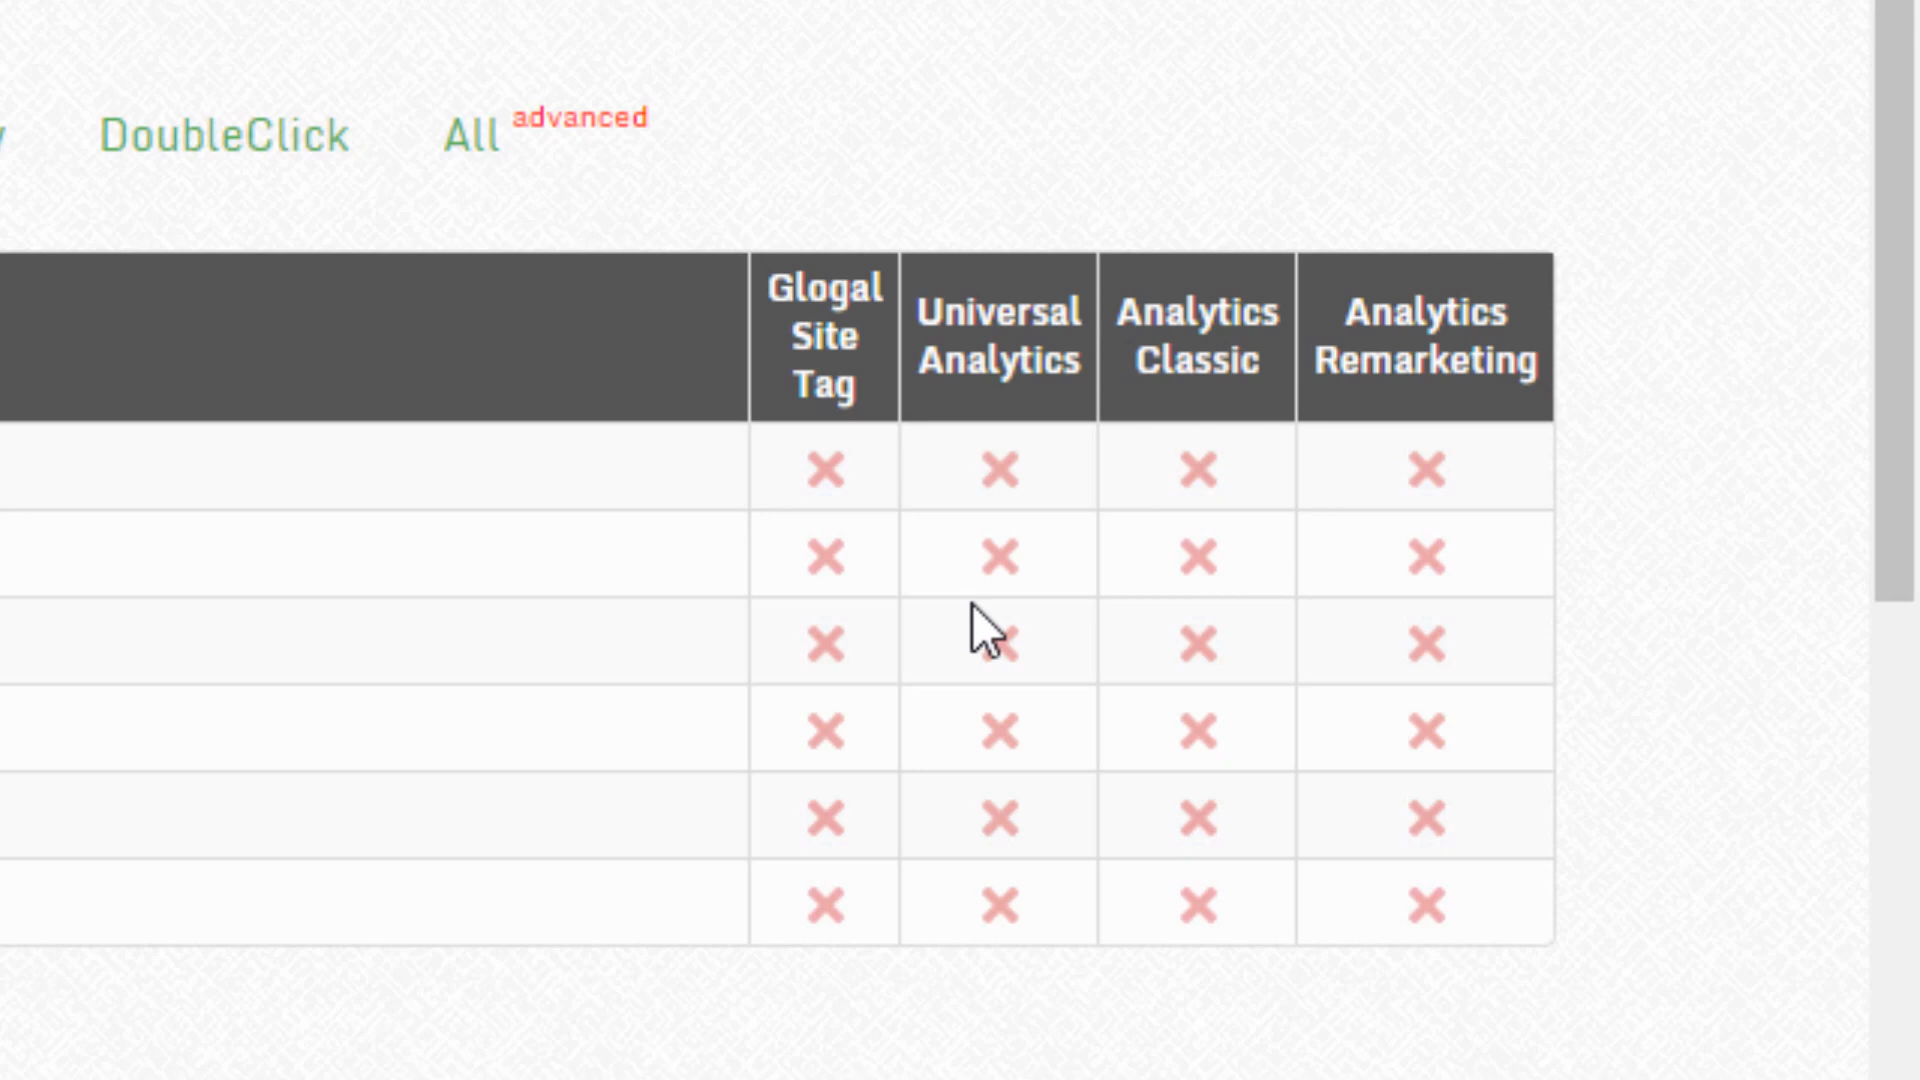 DoubleClick All advanced
Glogal
Site
Tag
Universal
Analytics
Analytics
Classic
Analytics
Remarketing